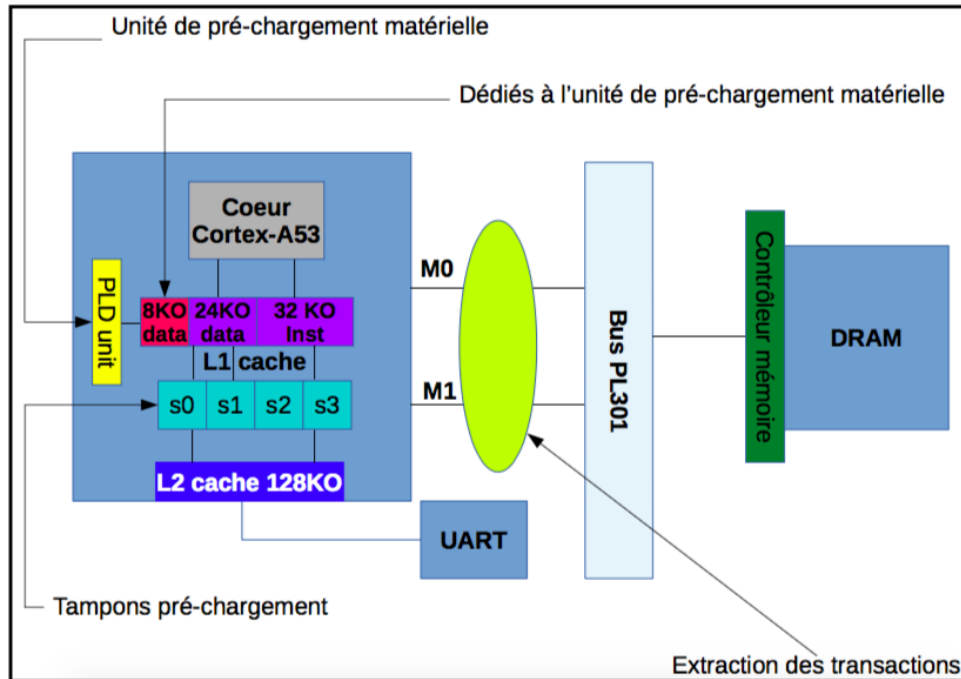 Unité de pré-chargement matérielle
Dédiés à l'unité de pré-chargement matérielle
Coeur
Cortex-A53
PLD unit
8KO
data
24KO
data
32 KO
Inst
L1 cache
s0
s1
s2
s3
L2 cache 128KO
M0
M1
UART
Bus PL301
Contrôleur mémoire
DRAM
Tampons pré-chargement
Extraction des transactions